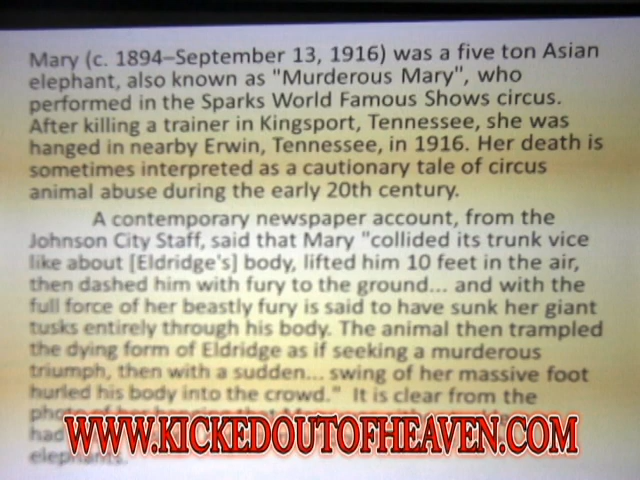 Mary (c. 1894–September 13, 1916) was a five ton Asian
elephant, also known as "Murderous Mary", who
performed in the Sparks World Famous Shows circus.
After killing a trainer in Kingsport, Tennessee, she was
hanged in nearby Erwin, Tennessee, in 1916. Her death is
sometimes interpreted as a cautionary tale of circus
animal abuse during the early 20th century.
A contemporary newspaper account, from the
Johnson City Staff, said that Mary "collided its trunk vice
like about [Eldridge's] body, lifted him 10 feet in the air,
then dashed him with fury to the ground... and with the
full force of her beastly fury is said to have sunk her giant
tusks entirely through his body. The animal then trampled
the dying form of Eldridge as if seeking a murderous
triumph, then with a sudden... swing of her massive foot
hurled his body into the crowd." It is clear from the
had
WWW.KICKEDOUTOFHEAVEN.COM
elephants.